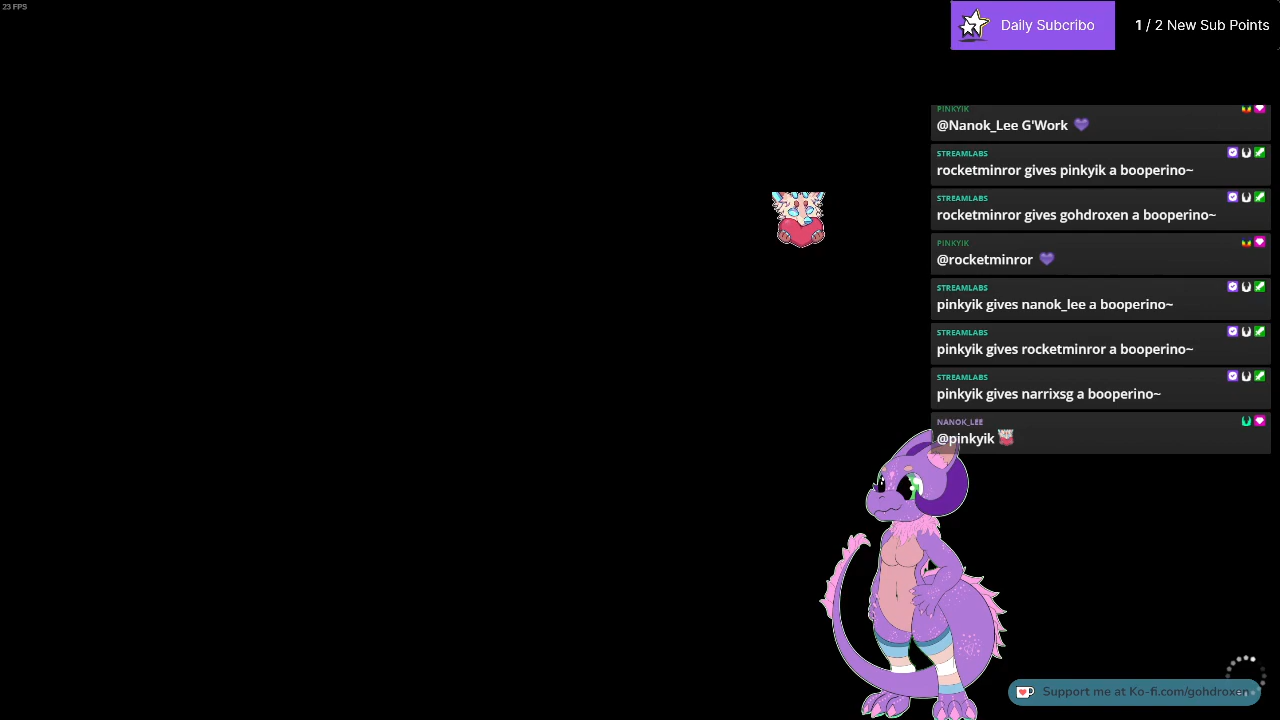 23 FPS
Daily Subcribo
1 / 2 New Sub Points
PINKYIK
@Nanok_Lee G'Work
STREAMLABS
rocketminror gives pinkyik a booperino~
STREAMLABS
rocketminror gives gohdroxen a booperino~
PINKYIK
@rocketminror
STREAMLABS
pinkyik gives nanok_lee a booperino~
STREAMLABS
pinkyik gives rocketminror a booperino~
STREAMLABS
pinkyik gives narrixsg a booperino~
NANOK_LEE
@pinkyik
Support me at Ko-fi.com/gohdroxen